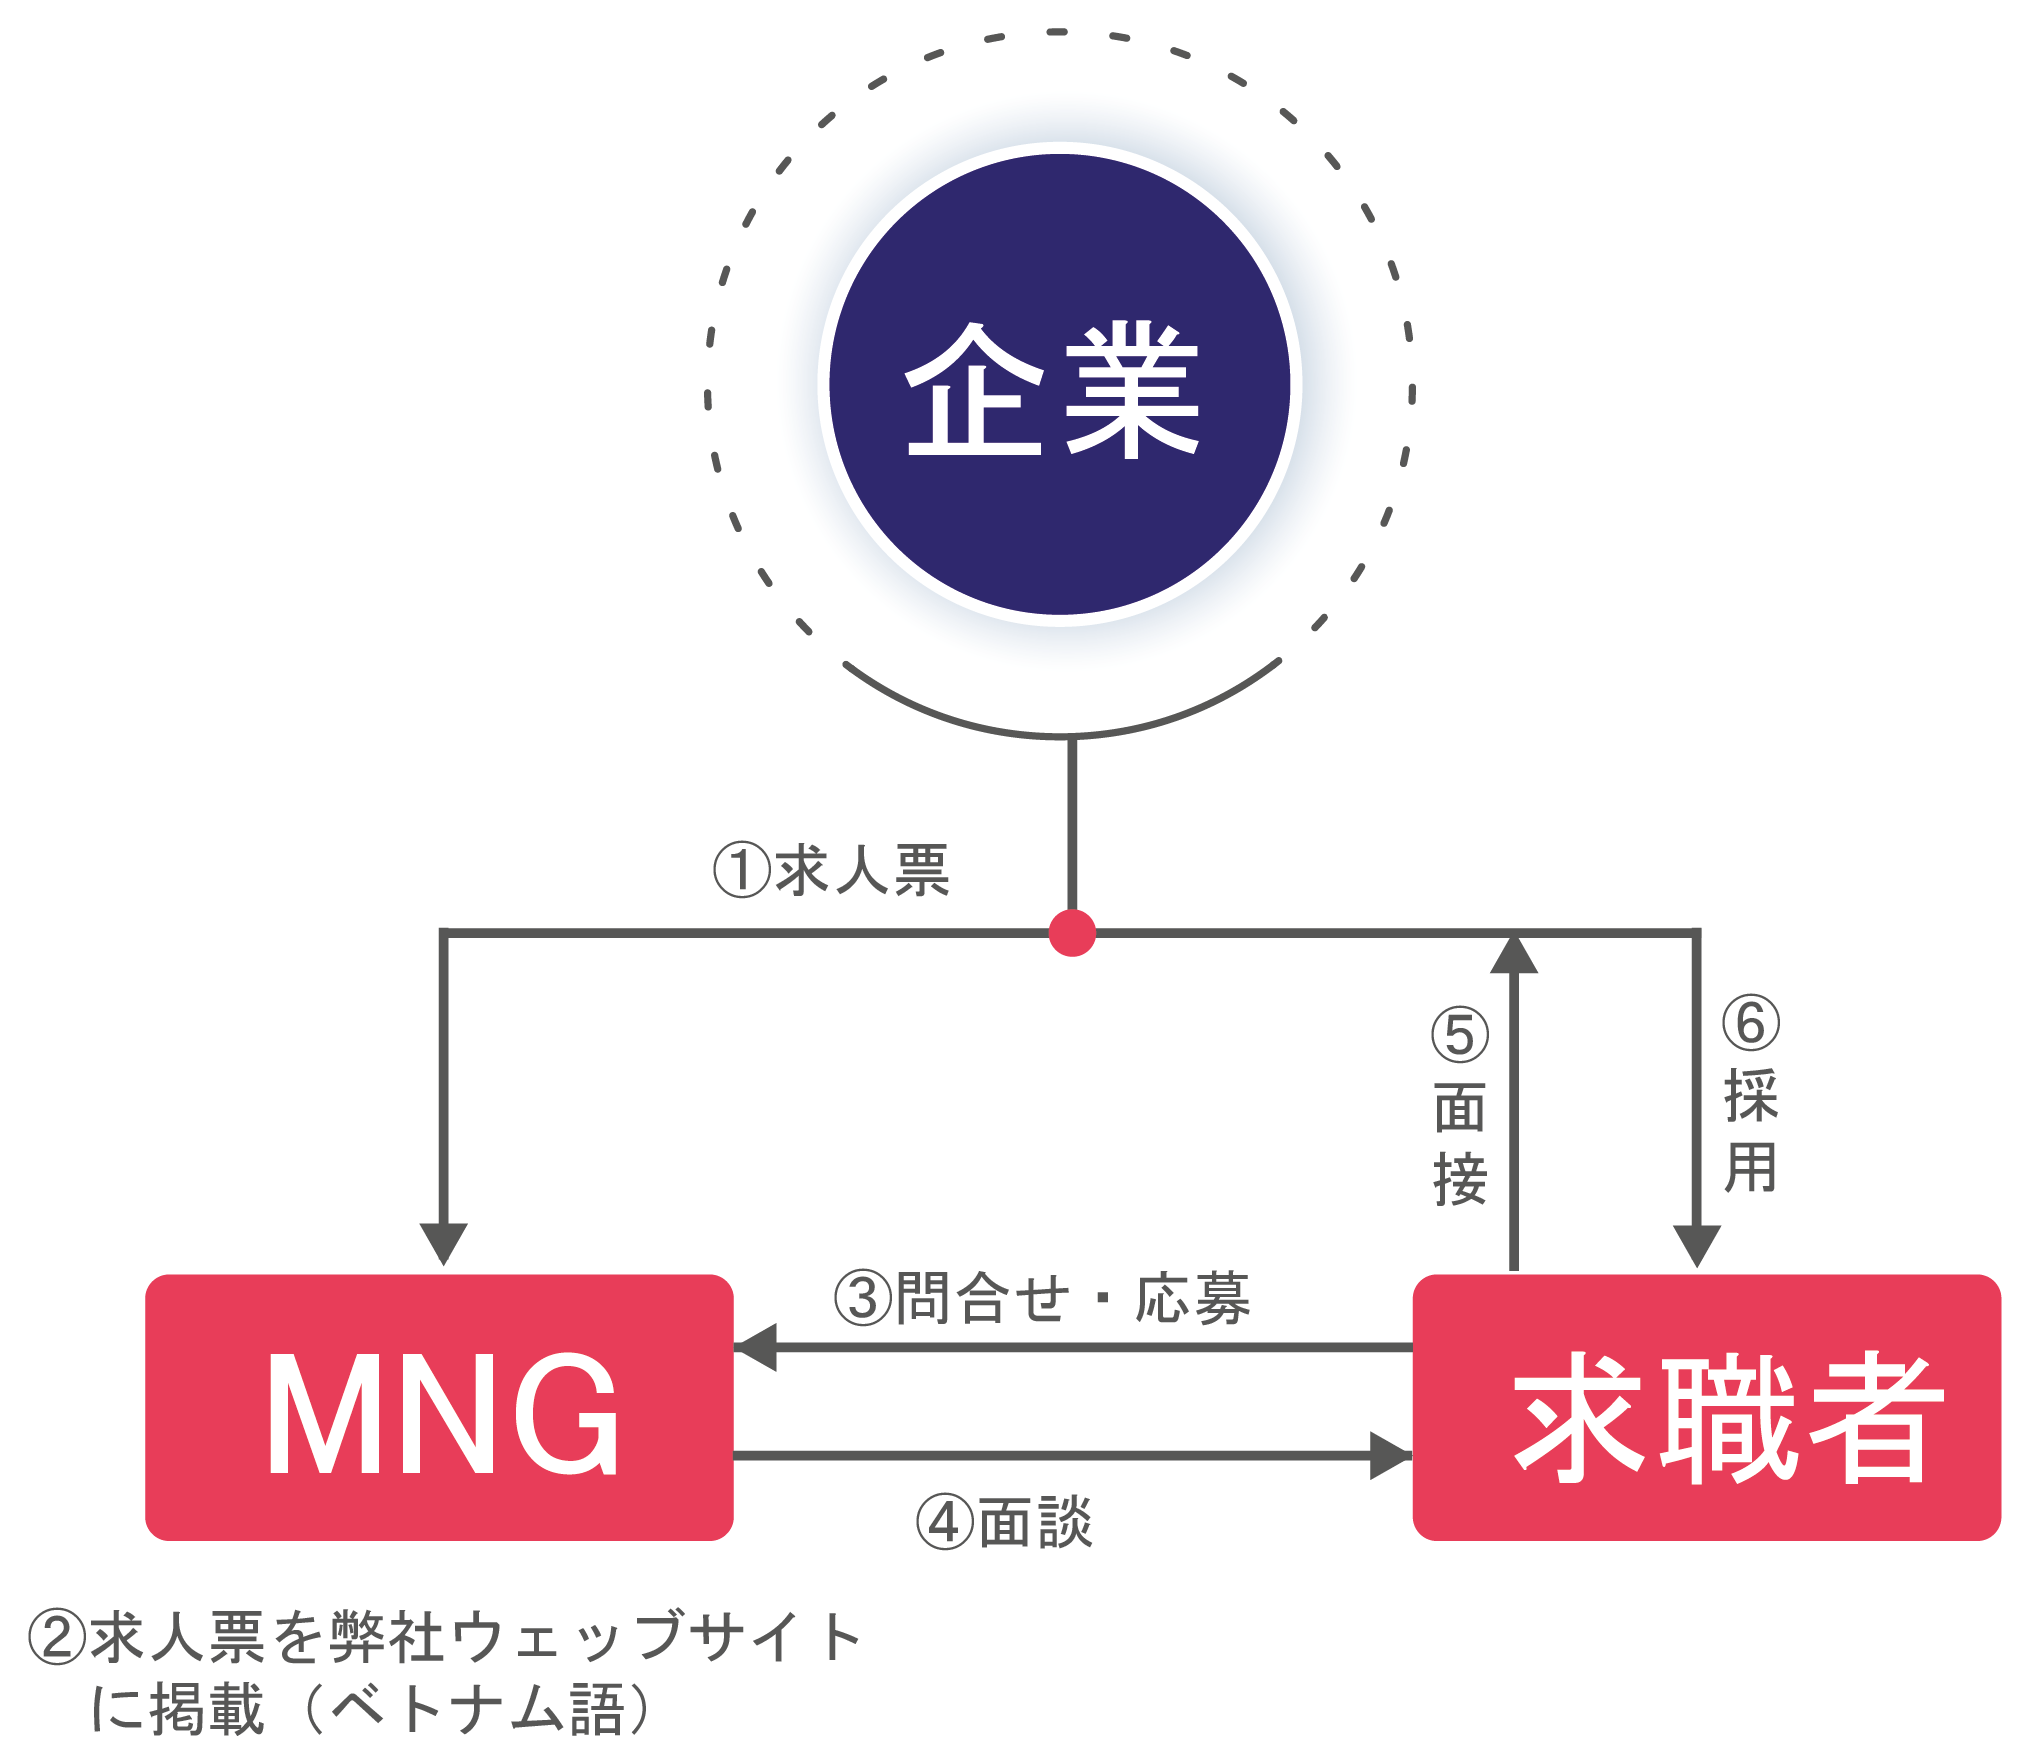 企業
①求人票
⑤面接
⑥採用
③問合せ・応募
MNG
求職者
④面談
②求人票を弊社ウェッブサイト
に掲載（ベトナム語）